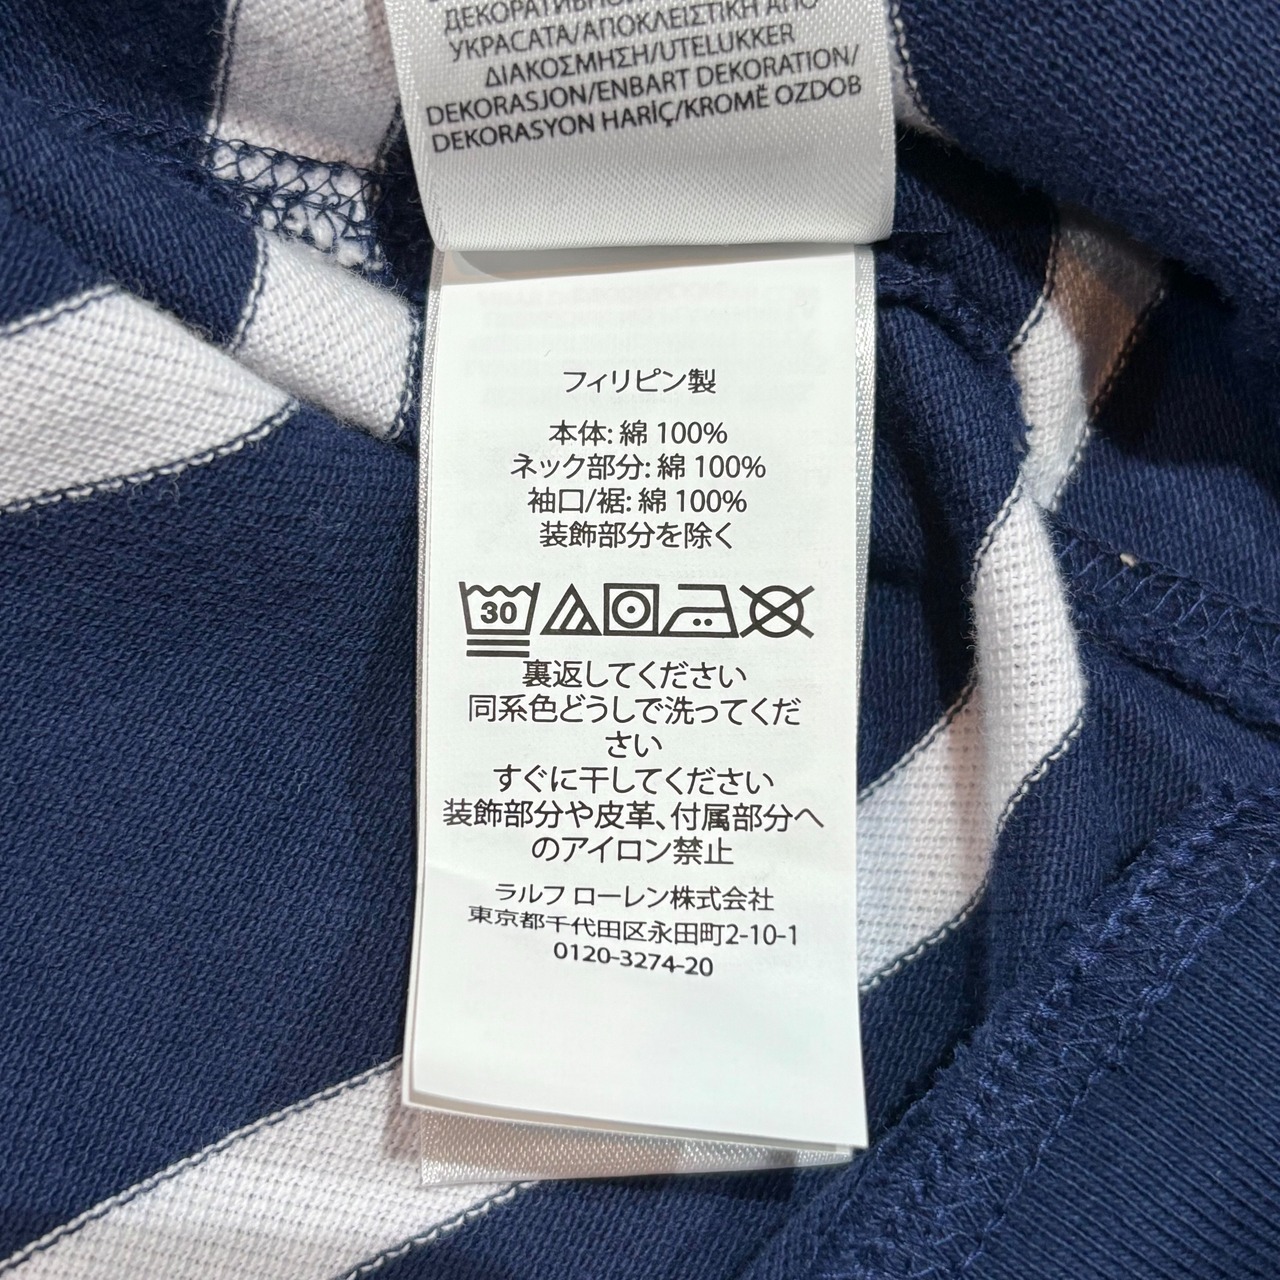 ДЕКОРАТИВНО
УКРАСАТА/ΑΠΟΚΛΕΙΣΤΙΚΗ ΑΠΟ
ΔΙΑΚΟΣΜΗΣΗ/UTELUKKER
DEKORASJON/ENBART DEKORATION/
DEKORASYON HARİÇ/KROMĚ OZDOB
フィリピン製
本体: 綿 100%
ネック部分: 綿 100%
袖口/裾: 綿 100%
装飾部分を除く
30
裏返してください
同系色どうしで洗ってくだ
さい
すぐに干してください
装飾部分や皮革、付属部分へ
のアイロン禁止
ラルフ ローレン株式会社
東京都千代田区永田町2-10-1
0120-3274-20